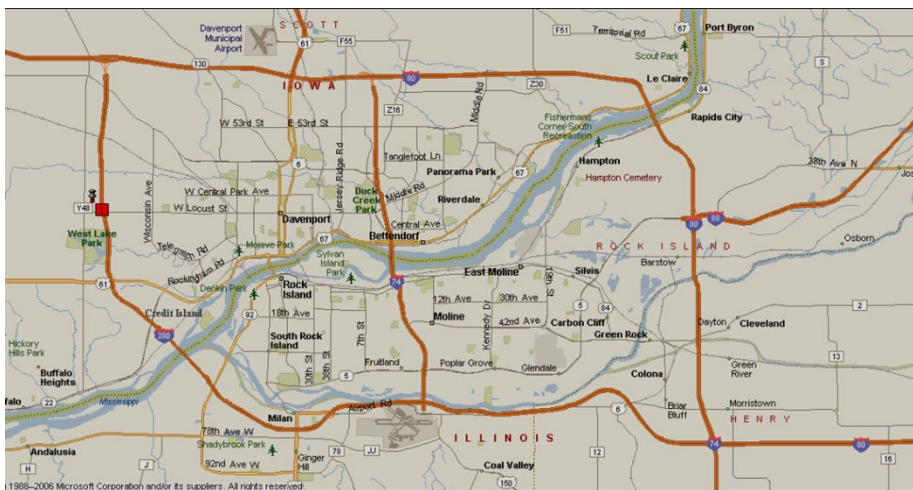 Davenport
Municipal
Airport
SCOTT
61
F55
F51
Territorial Rd
67
Port Byron
Scout Park
S
130
IOWA
80
Z16
Middle Rd
Z30
Le Claire
84
Rapids City
W 53rd St
E 53rd St
6
Jersey Ridge Rd
Tanglefoot Ln
Fishermans
Corner-South
Recreation
Hampton
38th Ave N
Panorama Park
67
Hampton Cemetery
Wisconsin Ave
W Central Park Ave
Duck
Creek
Park
Middle Rd
Riverdale
Y48
W Locust St
Davenport
Central Ave
80
88
West Lake
Park
Telegraph Rd
Mojave Park
67
Bettendorf
ROCK ISLAND
Osborn
Sylvan
Island
Park
East Moline
Silvis
Barstow
61
Rockingham Rd
74
19th St
Rock
Island
Credit Island
92
18th Ave
12th Ave
30th Ave
5
84
2
Moline
42nd Ave
Carbon Cliff
Dayton
Cleveland
280
Kennedy Dr
Green Rock
Hickory
Hills Park
South Rock
Island
7th St
30th St
38th St
Fruitland
Poplar Grove
Glendale
13
Buffalo
Heights
5
Colona
Green
River
22
Mississippi
Airport Rd
6
Briar
Bluff
Morristown
Milan
HENRY
78th Ave W
ILLINOIS
74
80
Andalusia
Shadybrook Park
78
JJ
12
16
H
J
92nd Ave W
Ginger
Hill
Coal Valley
150
1988-2006 Microsoft Corporation and/or its suppliers. All rights reserved.